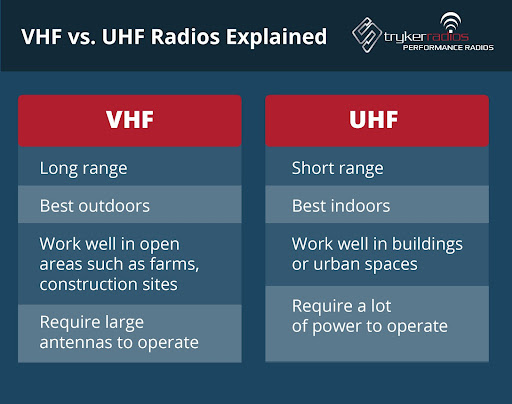 VHF vs. UHF Radios Explained
trykerradios
PERFORMANCE RADIOS
VHF
Long range
Best outdoors
Work well in open
areas such as farms,
construction sites
Require large
antennas to operate
UHF
Short range
Best indoors
Work well in buildings
or urban spaces
Require a lot
of power to operate